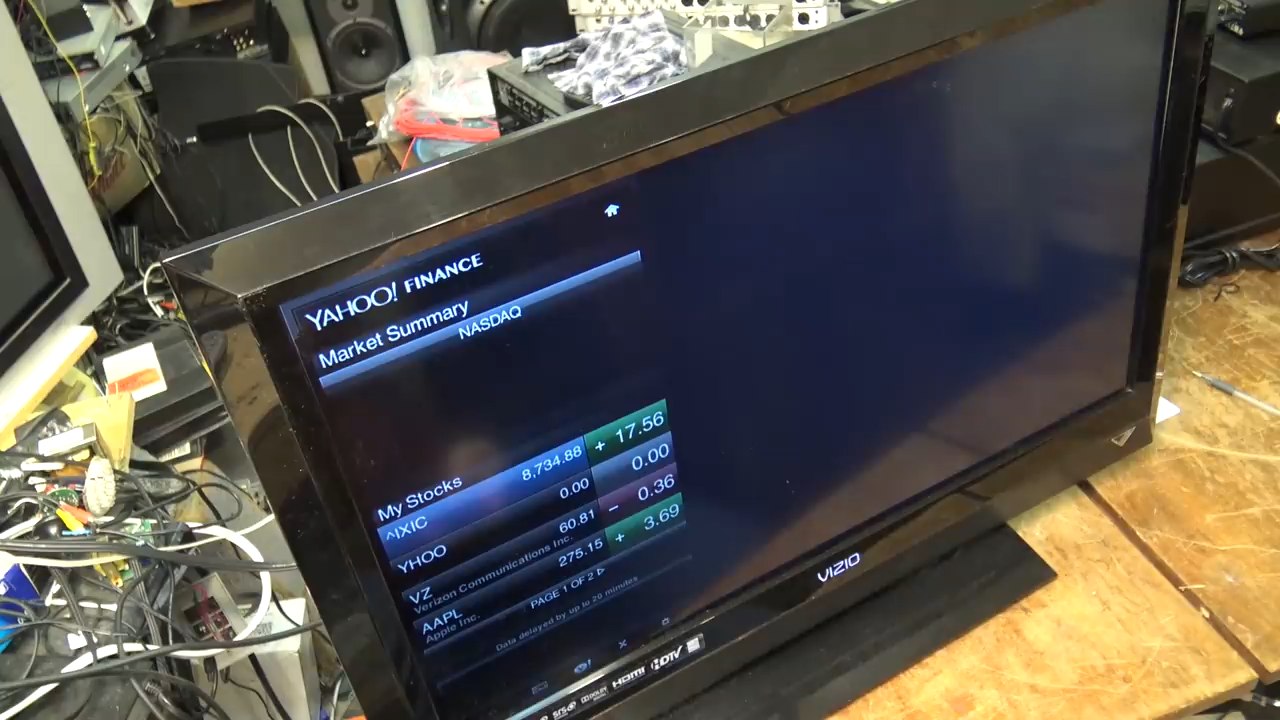 YAHOO! FINANCE
Market Summary
NASDAQ
My Stocks
^IXIC 8,734.88 + 17.56
YHOO 0.00 0.00
VZ 60.81 - 0.36
Verizon Communications Inc.
AAPL 275.15 + 3.69
Apple Inc.
PAGE 1 OF 2
Data delayed by up to 20 minutes
VIZIO
SRS DOLBY HDMI HDTV